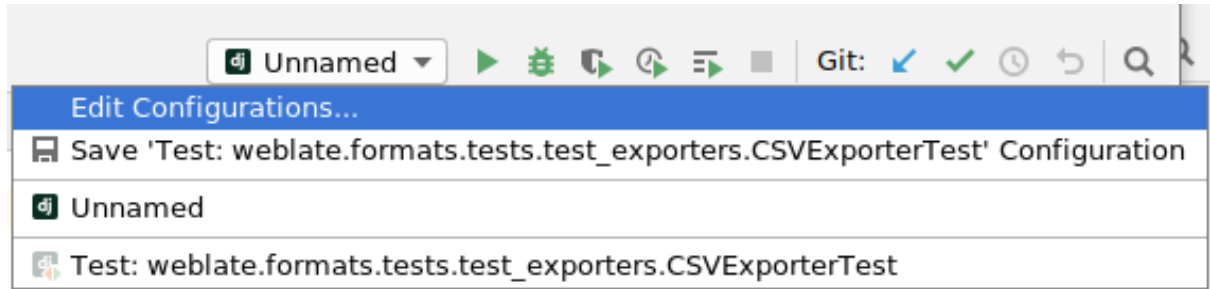 dj Unnamed Git:
Edit Configurations...
Save 'Test: weblate.formats.tests.test_exporters.CSVExporterTest' Configuration
dj Unnamed
dj Test: weblate.formats.tests.test_exporters.CSVExporterTest